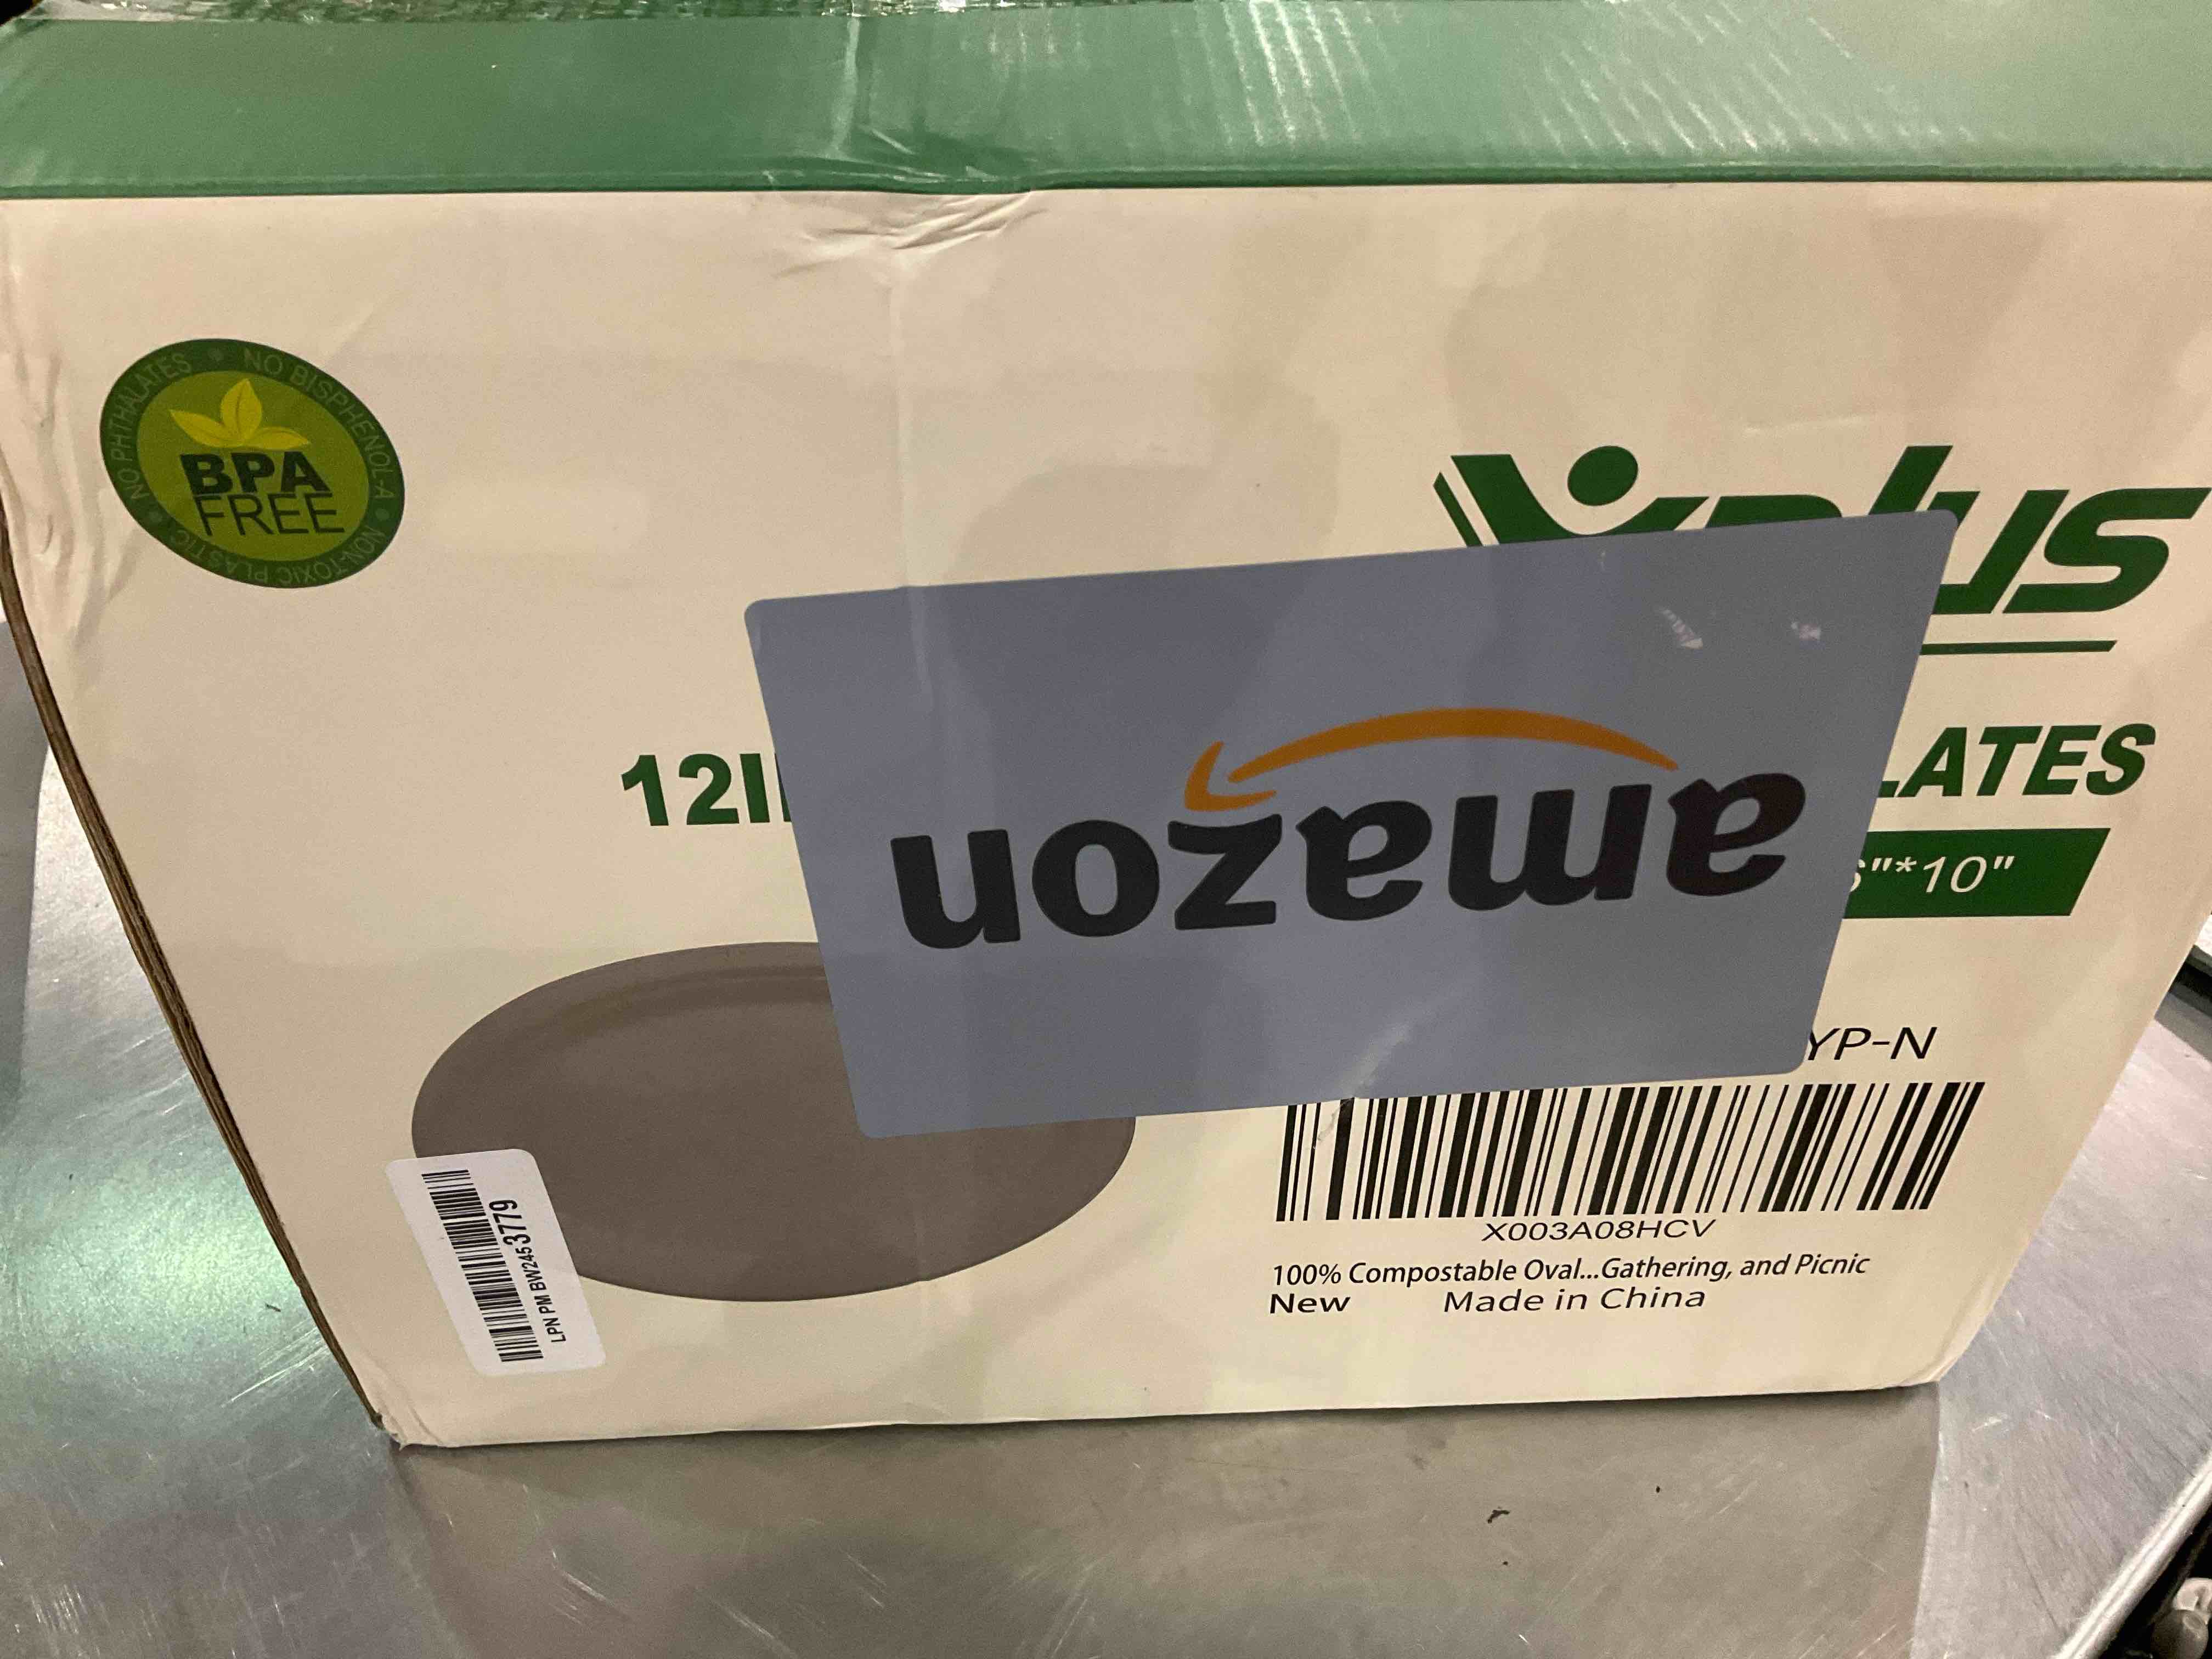 NO PHTHALATES • NO BISPHENOL-A • NON-TOXIC PLASTIC •
BPA
FREE
plus
12I
LATES
"*10"
amazon
YP-N
X003A08HCV
100% Compostable Oval...Gathering, and Picnic
New Made in China
LPN PM BW2453779